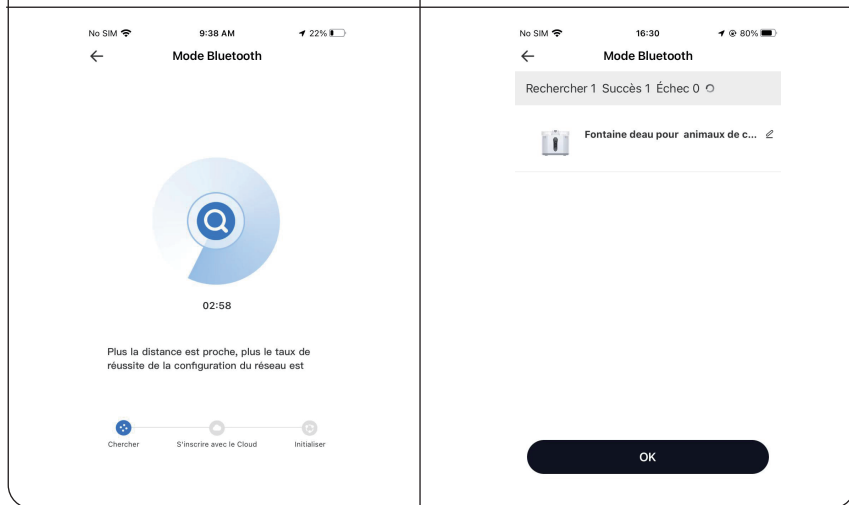 No SIM 9:38 AM 22%
Mode Bluetooth
02:58
Plus la distance est proche, plus le taux de
réussite de la configuration du réseau est
Chercher S'inscrire avec le Cloud Initialiser
No SIM 16:30 80%
Mode Bluetooth
Rechercher 1 Succès 1 Échec 0
Fontaine deau pour animaux de c...
OK